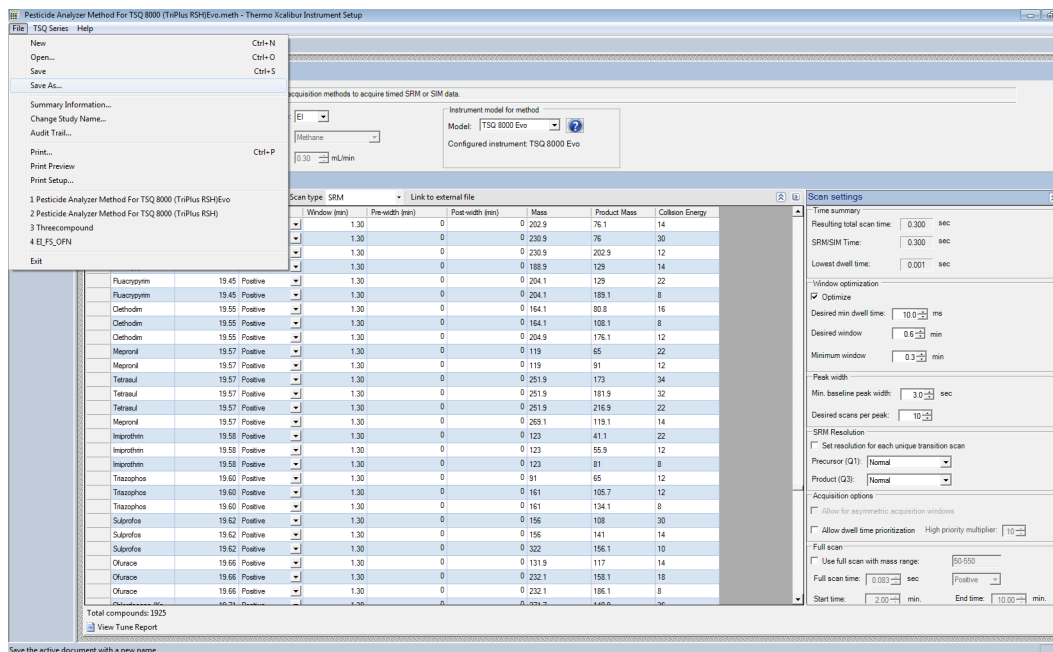 Pesticide Analyzer Method For TSQ 8000 (TriPlus RSH)Evo.meth - Thermo Xcalibur Instrument Setup
File TSQ Series Help
New Ctrl+N
Open... Ctrl+O
Save Ctrl+S
Save As...
Summary Information...
Change Study Name...
Audit Trail...
Print... Ctrl+P
Print Preview
Print Setup...
1 Pesticide Analyzer Method For TSQ 8000 (TriPlus RSH)Evo
2 Pesticide Analyzer Method For TSQ 8000 (TriPlus RSH)
3 Threecompound
4 EI_FS_OFN
Exit
acquisition methods to acquire timed SRM or SIM data.
EI
Methane
0.30 mL/min
Instrument model for method
Model: TSQ 8000 Evo
Configured instrument: TSQ 8000 Evo
Scan type SRM Link to external file
Window (min) Pre-width (min) Post-width (min) Mass Product Mass Collision Energy
1.30 0 0 202.9 76.1 14
1.30 0 0 230.9 76 30
1.30 0 0 230.9 202.9 12
1.30 0 0 188.9 129 14
Fluacrypyrim 19.45 Positive 1.30 0 0 204.1 129 22
Fluacrypyrim 19.45 Positive 1.30 0 0 204.1 189.1 8
Clethodim 19.55 Positive 1.30 0 0 164.1 80.8 16
Clethodim 19.55 Positive 1.30 0 0 164.1 108.1 8
Clethodim 19.55 Positive 1.30 0 0 204.9 176.1 12
Mepronil 19.57 Positive 1.30 0 0 119 65 22
Mepronil 19.57 Positive 1.30 0 0 119 91 12
Tetrasul 19.57 Positive 1.30 0 0 251.9 173 34
Tetrasul 19.57 Positive 1.30 0 0 251.9 181.9 32
Tetrasul 19.57 Positive 1.30 0 0 251.9 216.9 22
Mepronil 19.57 Positive 1.30 0 0 269.1 119.1 14
Imiprothrin 19.58 Positive 1.30 0 0 123 41.1 22
Imiprothrin 19.58 Positive 1.30 0 0 123 55.9 12
Imiprothrin 19.58 Positive 1.30 0 0 123 81 8
Triazophos 19.60 Positive 1.30 0 0 91 65 12
Triazophos 19.60 Positive 1.30 0 0 161 105.7 12
Triazophos 19.60 Positive 1.30 0 0 161 134.1 8
Sulprofos 19.62 Positive 1.30 0 0 156 108 30
Sulprofos 19.62 Positive 1.30 0 0 156 141 14
Sulprofos 19.62 Positive 1.30 0 0 322 156.1 10
Ofurace 19.66 Positive 1.30 0 0 131.9 117 14
Ofurace 19.66 Positive 1.30 0 0 232.1 158.1 18
Ofurace 19.66 Positive 1.30 0 0 232.1 186.1 8
Total compounds: 1925
View Tune Report
Scan settings
Time summary
Resulting total scan time: 0.300 sec
SRM/SIM Time: 0.300 sec
Lowest dwell time: 0.001 sec
Window optimization
Optimize
Desired min dwell time: 10.0 ms
Desired window 0.6 min
Minimum window 0.3 min
Peak width
Min. baseline peak width: 3.0 sec
Desired scans per peak: 10
SRM Resolution
Set resolution for each unique transition scan
Precursor (Q1): Normal
Product (Q3): Normal
Acquisition options
Allow for asymmetric acquisition windows
Allow dwell time prioritization High priority multiplier: 10
Full scan
Use full scan with mass range: 50-550
Full scan time: 0.083 sec Positive
Start time: 2.00 min. End time: 10.00 min.
Save the active document with a new name